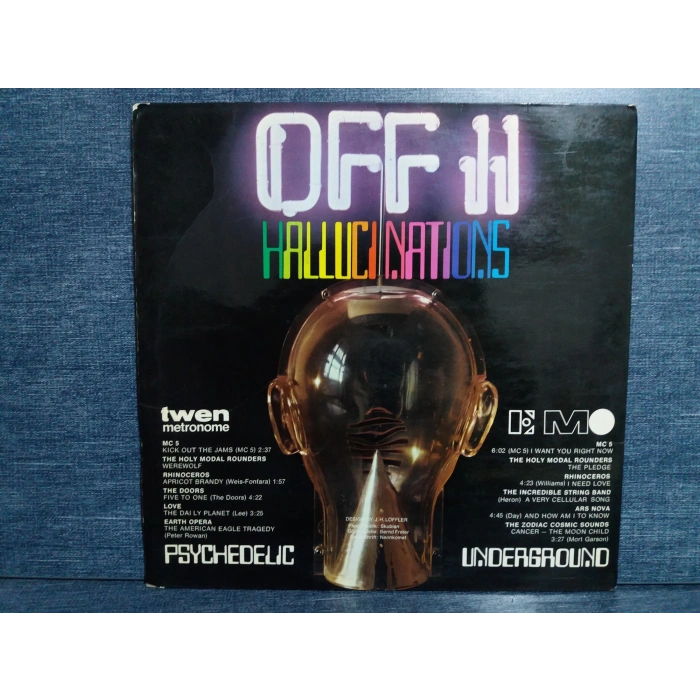 OFF II
HALLUCINATIONS
twen
metronome
MC 5
KICK OUT THE JAMS (MC 5) 2:37
THE HOLY MODAL ROUNDERS
WEREWOLF
RHINOCEROS
APRICOT BRANDY (Weis-Fonfara) 1:57
THE DOORS
FIVE TO ONE (The Doors) 4:22
LOVE
THE DAILY PLANET (Lee) 3:25
EARTH OPERA
THE AMERICAN EAGLE TRAGEDY
(Peter Rowan)
PSYCHEDELIC
E M
MC 5
6:02 (MC 5) I WANT YOU RIGHT NOW
THE HOLY MODAL ROUNDERS
THE PLEDGE
RHINOCEROS
4:23 (Williams) I NEED LOVE
THE INCREDIBLE STRING BAND
(Heron) A VERY CELLULAR SONG
ARS NOVA
4:45 (Day) AND HOW AM I TO KNOW
THE ZODIAC COSMIC SOUNDS
CANCER – THE MOON CHILD
3:27 (Mort Garson)
UNDERGROUND
DESIGN BY J. H. LÖFFLER